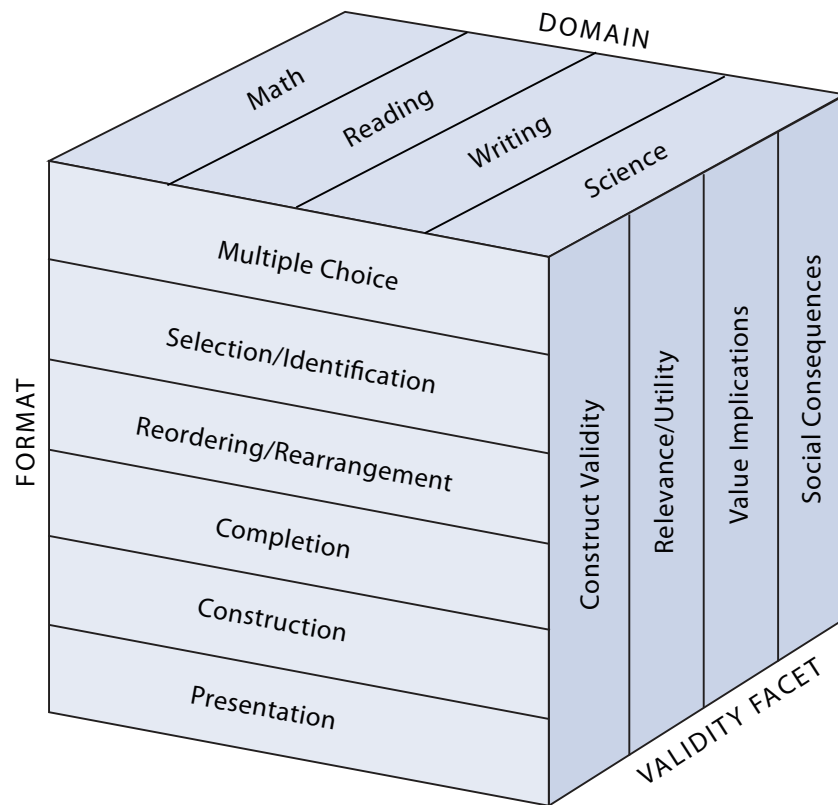 DOMAIN
Math
Reading
Writing
Science
FORMAT
Multiple Choice
Selection/Identification
Reordering/Rearrangement
Completion
Construction
Presentation
Construct Validity
Relevance/Utility
Value Implications
Social Consequences
VALIDITY FACET